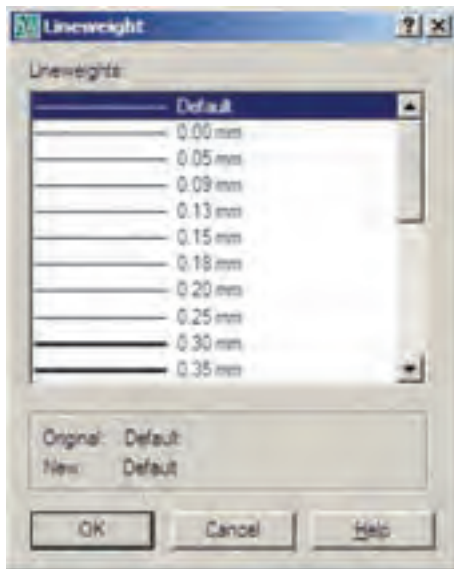 Lineweight
Lineweights:
Default
0.00 mm
0.05 mm
0.09 mm
0.13 mm
0.15 mm
0.18 mm
0.20 mm
0.25 mm
0.30 mm
0.35 mm
Original: Default
New: Default
OK Cancel Help